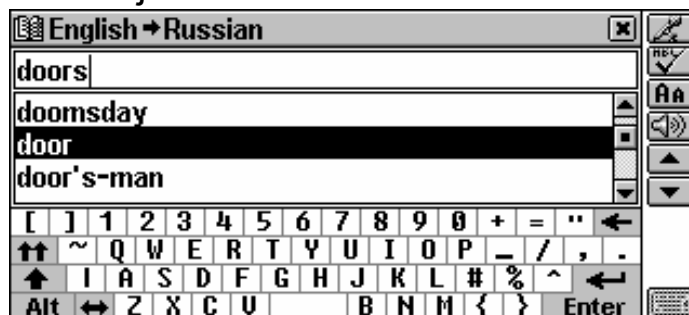 English→Russian
doors
doomsday
door
door's-man
[ ] 1 2 3 4 5 6 7 8 9 0 + = " ←
~ Q W E R T Y U I O P _ / , .
I A S D F G H J K L # % ^ ↵
Alt ↔ Z X C V B N M { } Enter
ABC
AA